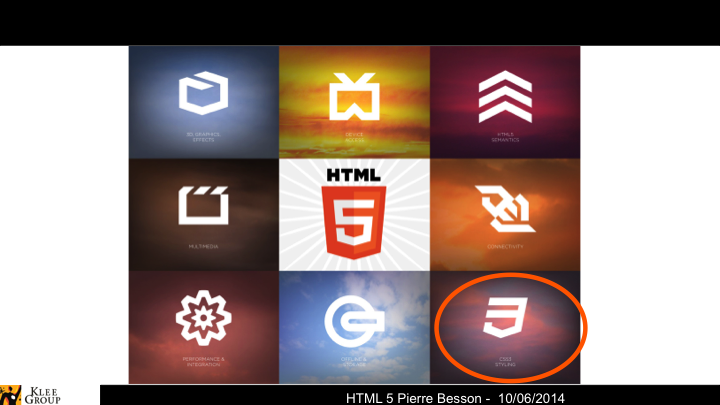 3D GRAPHICS
EFFECTS
DEVICE
ACCESS
HTML5
SEMANTICS
MULTIMEDIA
HTML
5
CONNECTIVITY
PERFORMANCE &
INTEGRATION
OFFLINE &
STORAGE
3
CSS3
STYLING
KLEE
GROUP
HTML 5 Pierre Besson - 10/06/2014